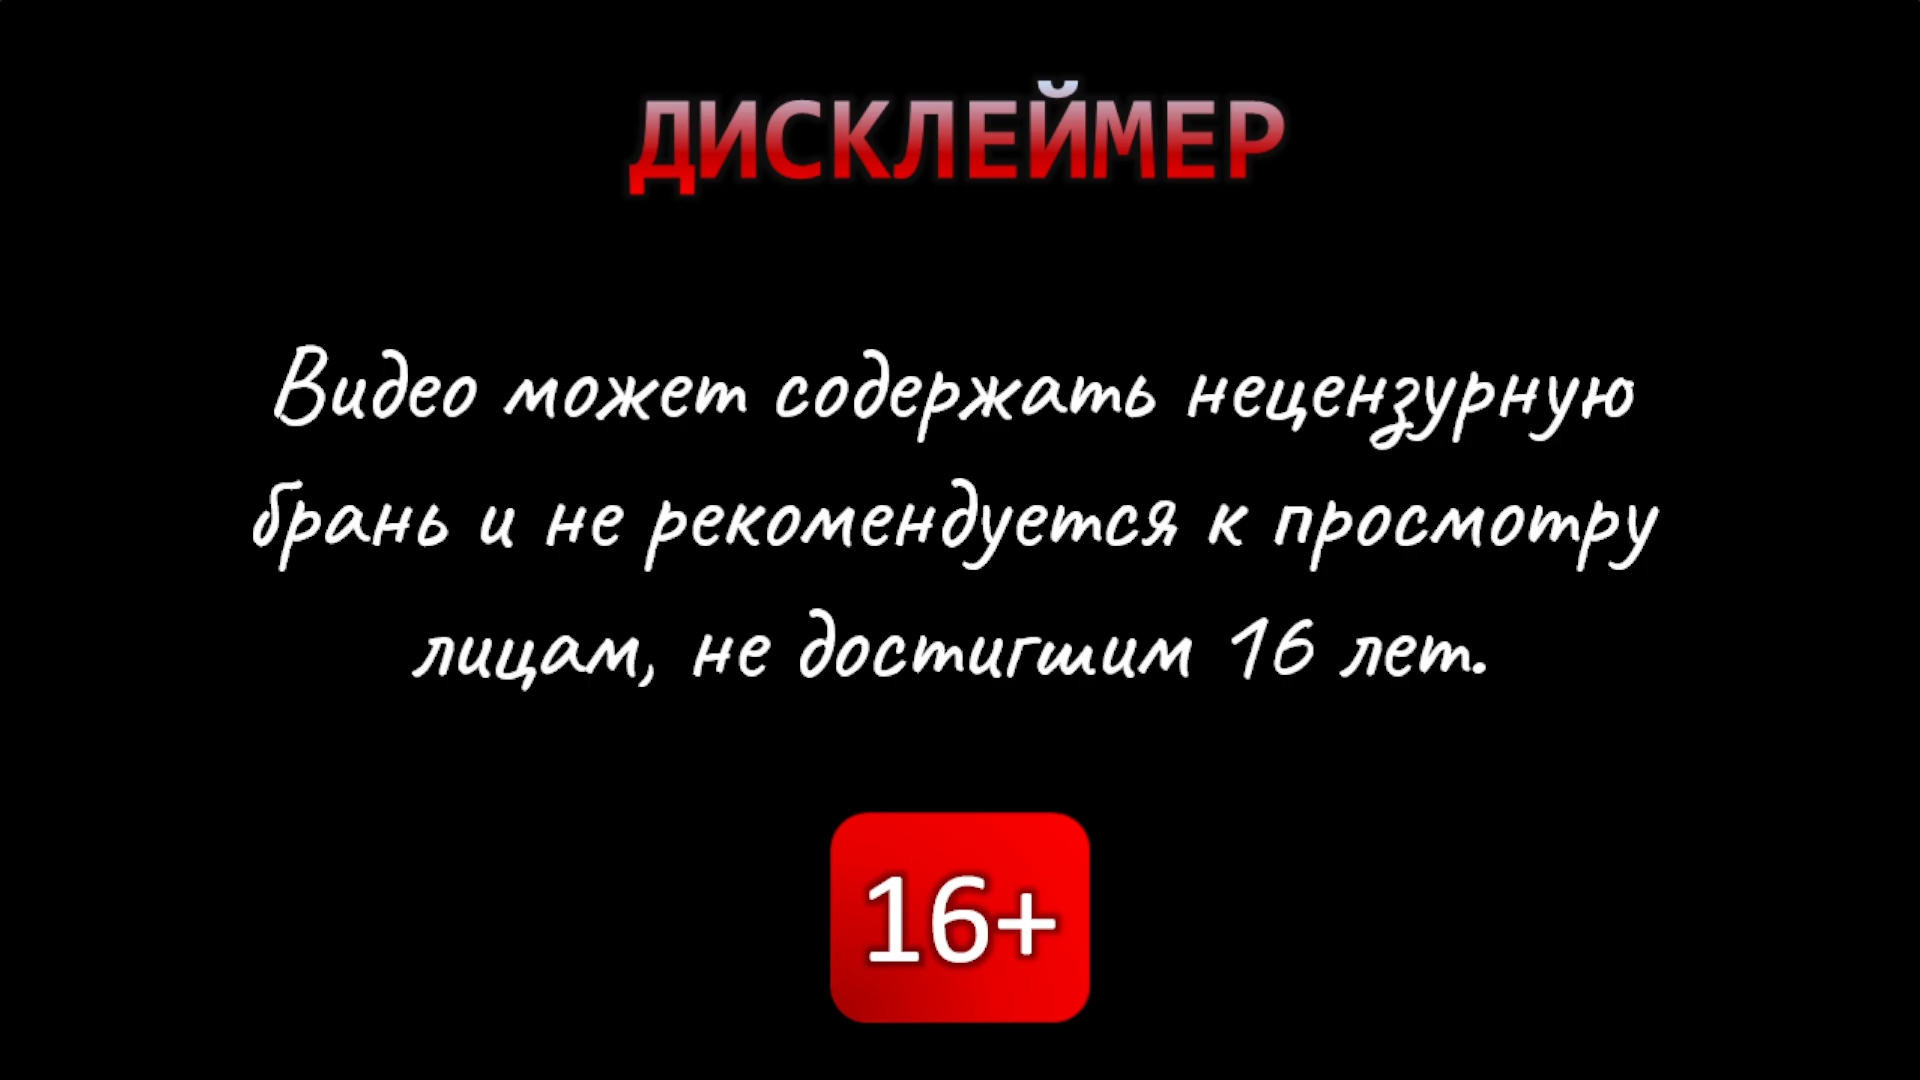 ДИСКЛЕЙМЕР
Видео может содержать нецензурную
брань и не рекомендуется к просмотру
лицам, не достигшим 16 лет.
16+